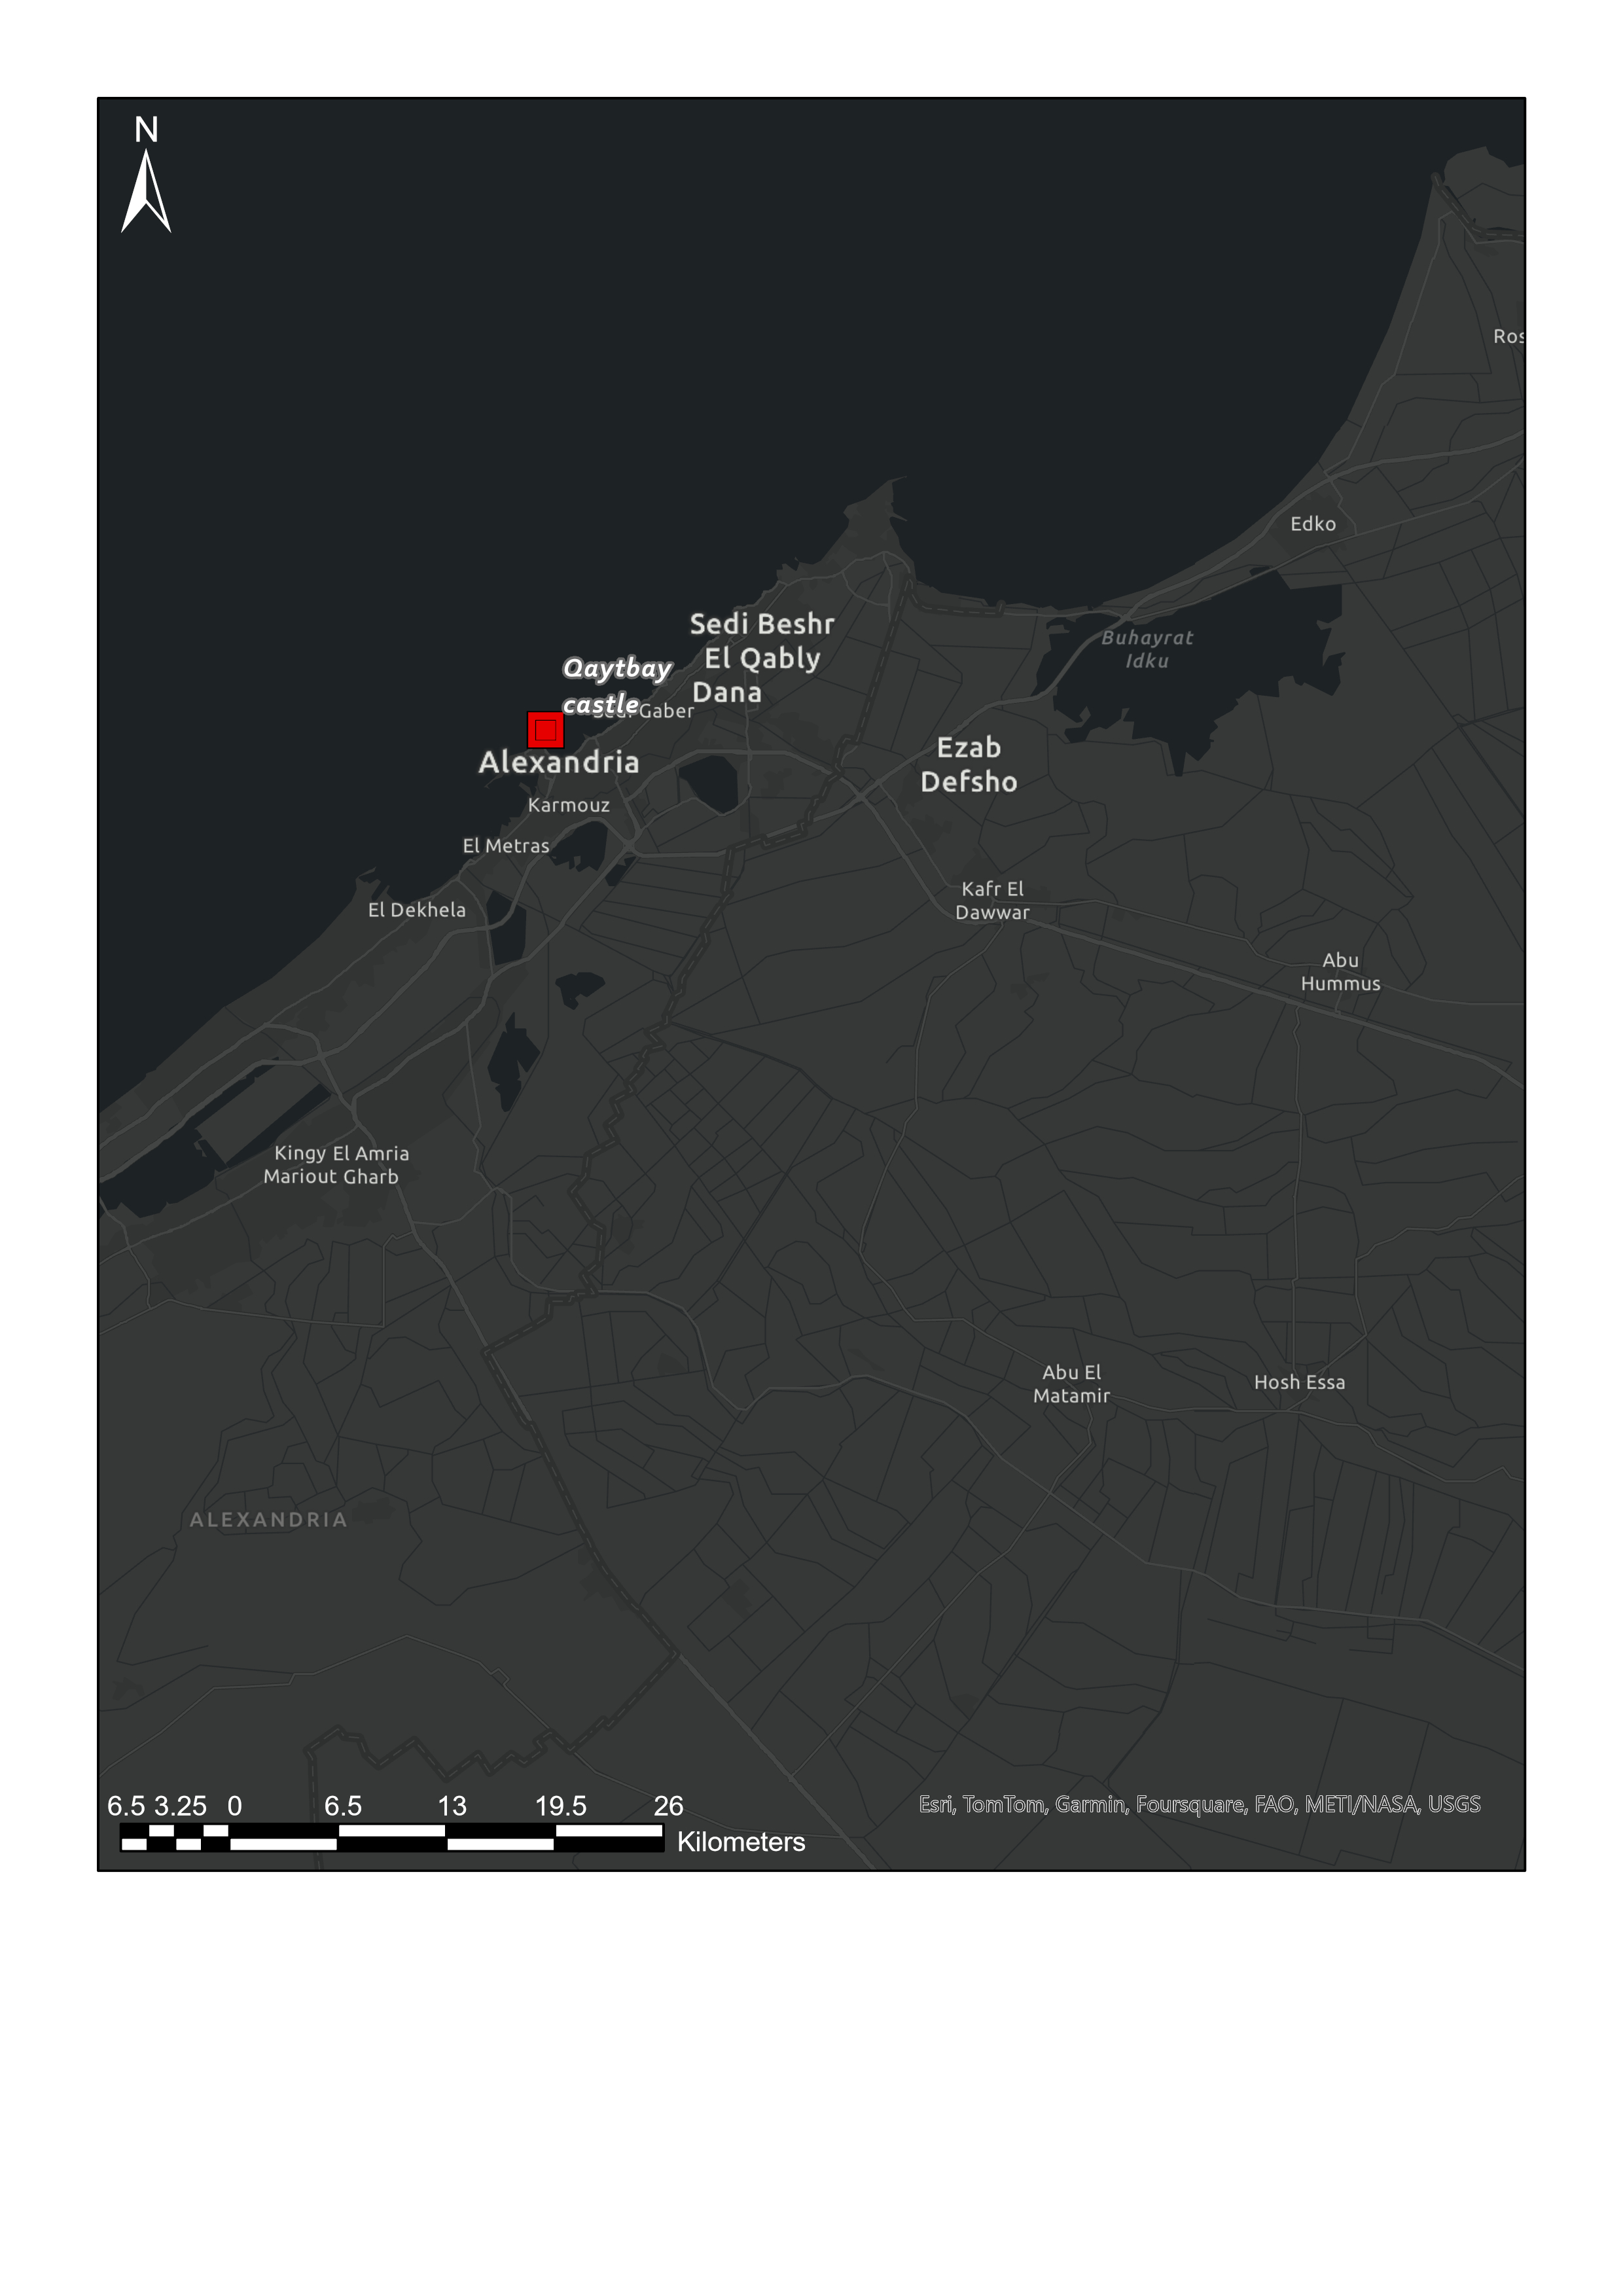 N
Ros
Edko
Sedi Beshr
El Qably
Dana
Buhayrat
Idku
Qaytbay
castle
Gaber
Alexandria
Ezab
Defsho
Karmouz
El Metras
El Dekhela
Kafr El
Dawwar
Abu
Hummus
Kingy El Amria
Mariout Gharb
Abu El
Matamir
Hosh Essa
ALEXANDRIA
6.5 3.25 0 6.5 13 19.5 26
Kilometers
Esri, TomTom, Garmin, Foursquare, FAO, METI/NASA, USGS